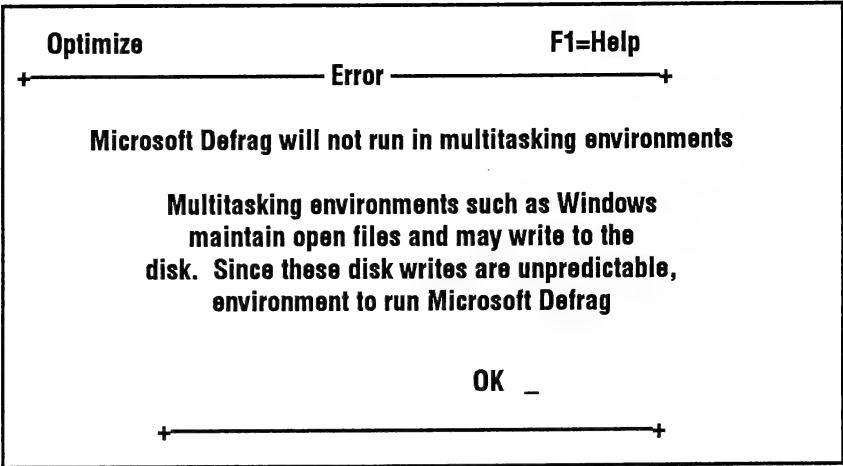 Optimize F1=Help
Error
Microsoft Defrag will not run in multitasking environments
Multitasking environments such as Windows
maintain open files and may write to the
disk. Since these disk writes are unpredictable,
environment to run Microsoft Defrag
OK _